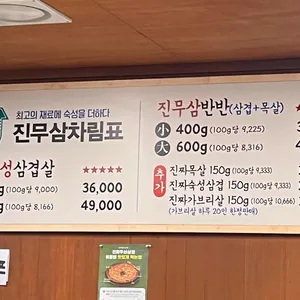 최고의 재료에 숙성을 더하다
진무삼차림표
성삼겹살 ★★★★★
(100g당 9,000) 36,000
(100g당 8,166) 49,000
진무삼반반(삼겹+목살)
小 400g(100g당 9,225)
大 600g(100g당 8,316)
추가
진짜목살 150g(100g당 9,333)
진짜숙성삼겹 150g(100g당 9,333)
진짜가브리살 150g(100g당 10,666)
(가브리살 하루 20인 한정판매)